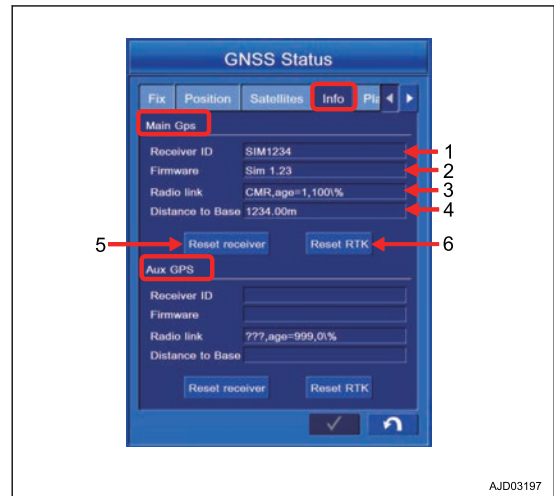 GNSS Status
Fix Position Satellites Info Pla
Main Gps
Receiver ID SIM1234 1
Firmware Sim 1.23 2
Radio link CMR,age=1,100\% 3
Distance to Base 1234.00m 4
5 Reset receiver Reset RTK 6
Aux GPS
Receiver ID
Firmware
Radio link ???,age=999,0\%
Distance to Base
Reset receiver Reset RTK
AJD03197